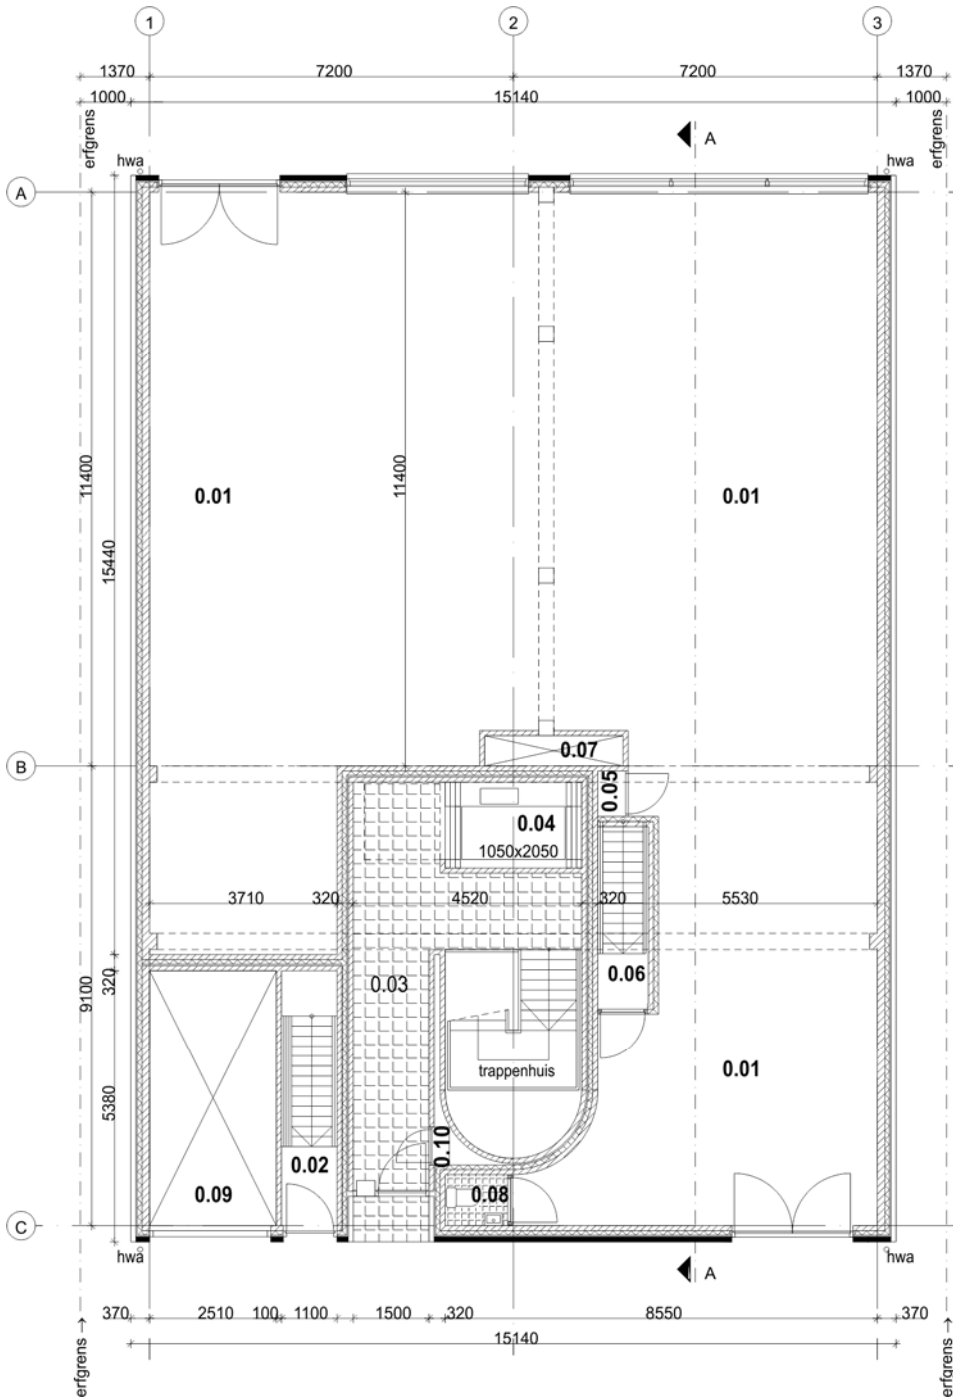 1 2 3
1370 7200 7200 1370
1000 15140 1000
erfgrens erfgrens
A
hwa hwa
A
11400 11400
0.01 0.01
15440
0.07
B
0.05
0.04
1050x2050
3710 320 4520 320 5530
320 0.03 0.06
9100
trappenhuis 0.01
5380
0.10
0.02
0.09 0.08
C
hwa hwa
A
370 2510 100 1100 1500 320 8550 370
15140
erfgrens erfgrens